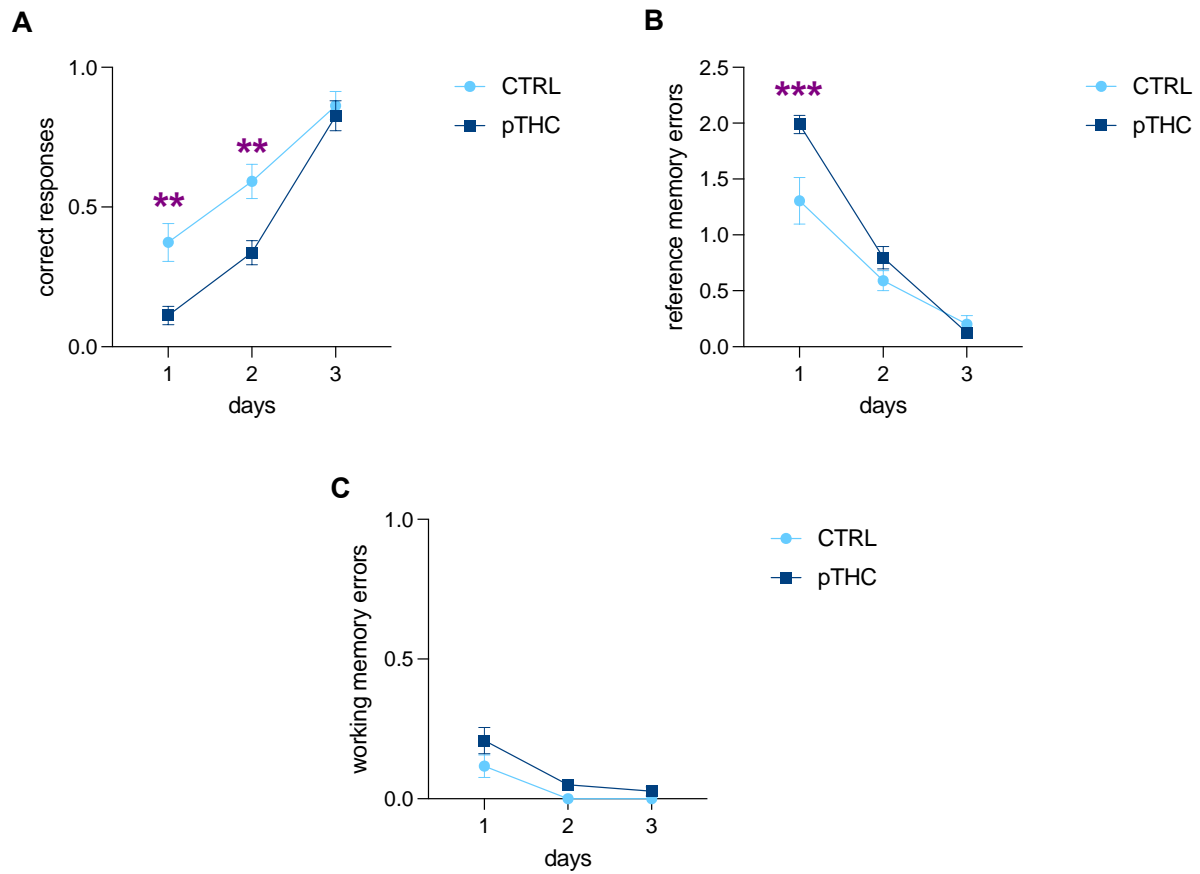 A
correct responses
1.0
0.5
0.0
**
**
1 2 3
days
CTRL
pTHC
B
reference memory errors
2.5
2.0
1.5
1.0
0.5
0.0
***
1 2 3
days
CTRL
pTHC
C
working memory errors
1.0
0.5
0.0
1 2 3
days
CTRL
pTHC